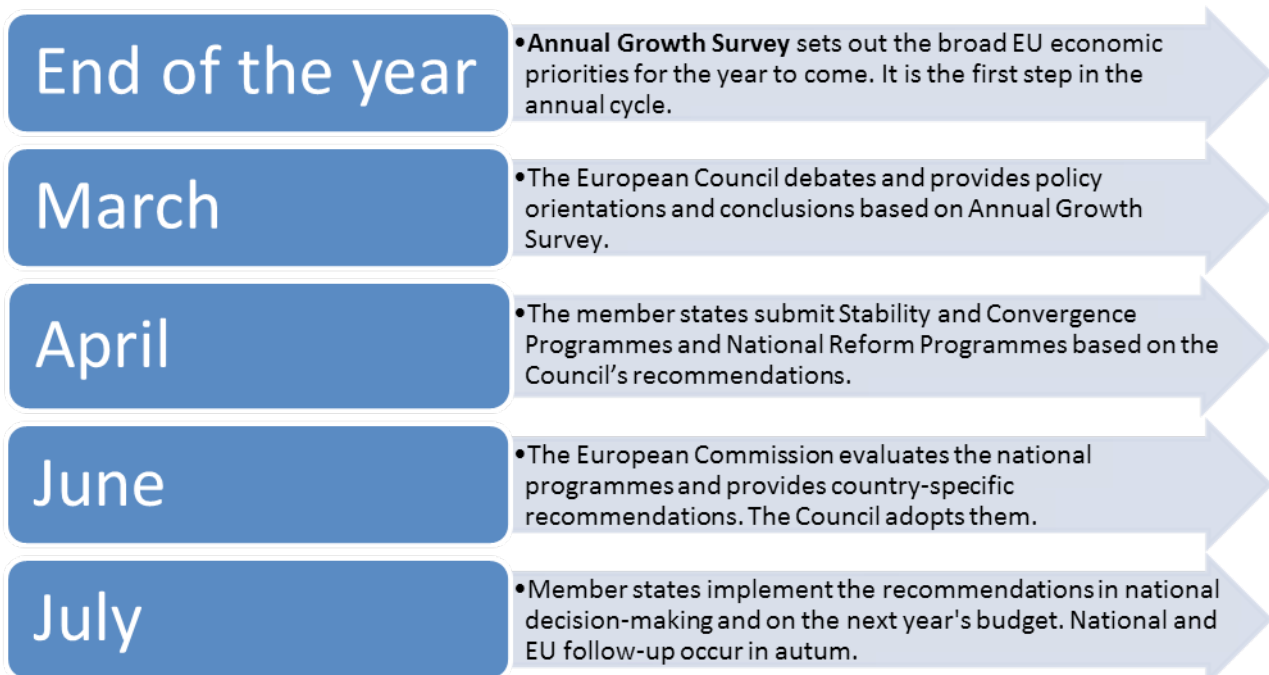 End of the year
•Annual Growth Survey sets out the broad EU economic
priorities for the year to come. It is the first step in the
annual cycle.
March
•The European Council debates and provides policy
orientations and conclusions based on Annual Growth
Survey.
April
•The member states submit Stability and Convergence
Programmes and National Reform Programmes based on the
Council’s recommendations.
June
•The European Commission evaluates the national
programmes and provides country-specific
recommendations. The Council adopts them.
July
•Member states implement the recommendations in national
decision-making and on the next year's budget. National and
EU follow-up occur in autum.